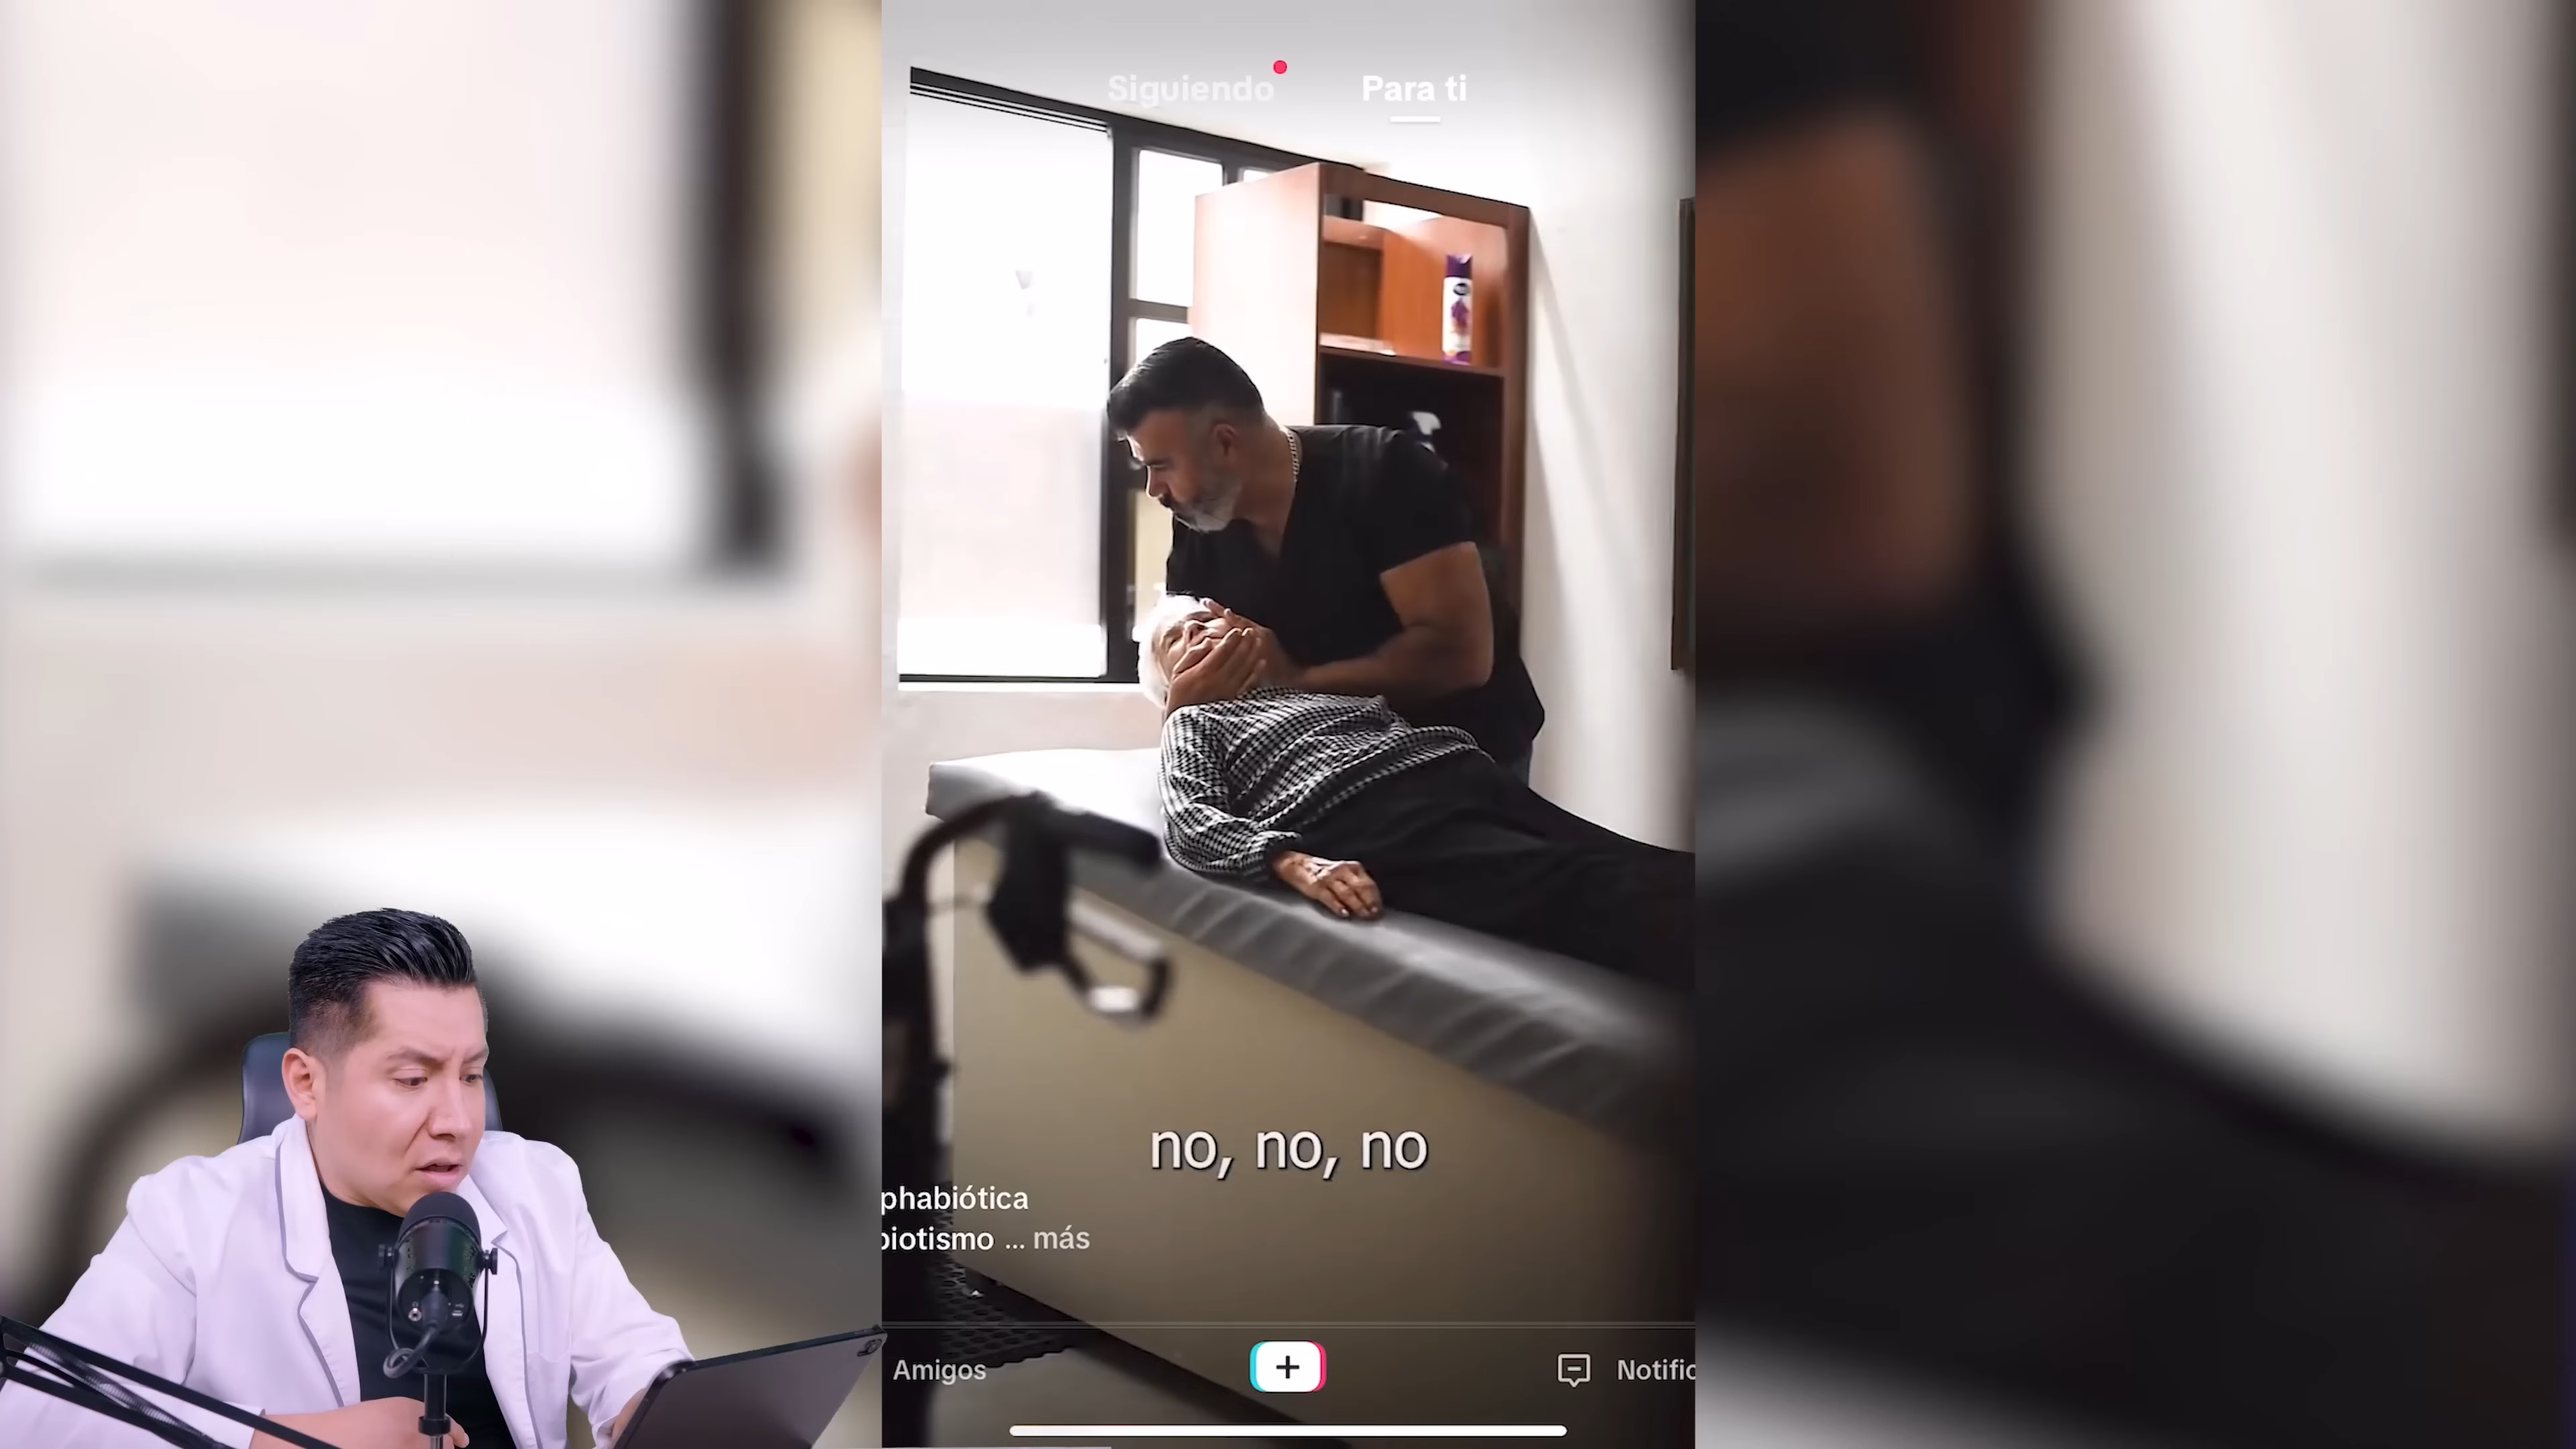 Siguiendo
Para ti
no, no, no
phabiótica
biotismo ... más
Amigos
Notific